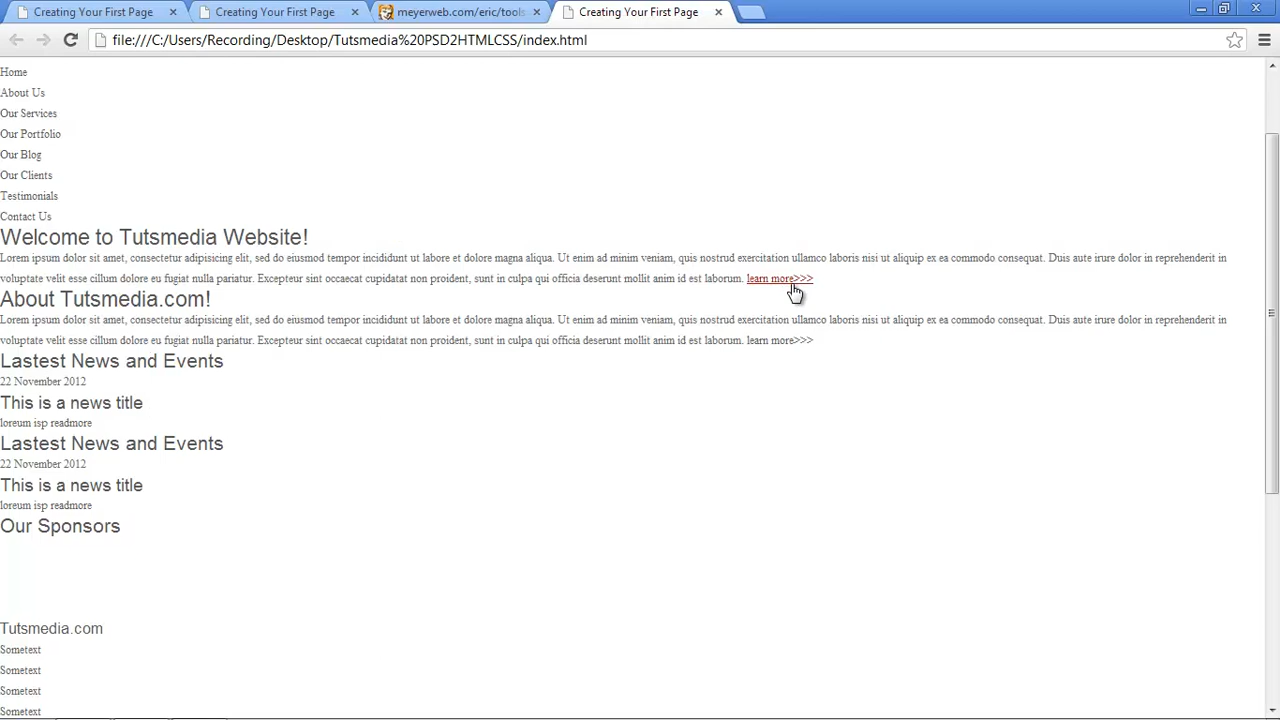 Creating Your First Page
Creating Your First Page
meyerweb.com/eric/tools
Creating Your First Page
file:///C:/Users/Recording/Desktop/Tutsmedia%20PSD2HTMLCSS/index.html
Home
About Us
Our Services
Our Portfolio
Our Blog
Our Clients
Testimonials
Contact Us
Welcome to Tutsmedia Website!
Lorem ipsum dolor sit amet, consectetur adipisicing elit, sed do eiusmod tempor incididunt ut labore et dolore magna aliqua. Ut enim ad minim veniam, quis nostrud exercitation ullamco laboris nisi ut aliquip ex ea commodo consequat. Duis aute irure dolor in reprehenderit in
voluptate velit esse cillum dolore eu fugiat nulla pariatur. Excepteur sint occaecat cupidatat non proident, sunt in culpa qui officia deserunt mollit anim id est laborum. learn more>>>
About Tutsmedia.com!
Lorem ipsum dolor sit amet, consectetur adipisicing elit, sed do eiusmod tempor incididunt ut labore et dolore magna aliqua. Ut enim ad minim veniam, quis nostrud exercitation ullamco laboris nisi ut aliquip ex ea commodo consequat. Duis aute irure dolor in reprehenderit in
voluptate velit esse cillum dolore eu fugiat nulla pariatur. Excepteur sint occaecat cupidatat non proident, sunt in culpa qui officia deserunt mollit anim id est laborum. learn more>>>
Lastest News and Events
22 November 2012
This is a news title
loreum isp readmore
Lastest News and Events
22 November 2012
This is a news title
loreum isp readmore
Our Sponsors
Tutsmedia.com
Sometext
Sometext
Sometext
Sometext